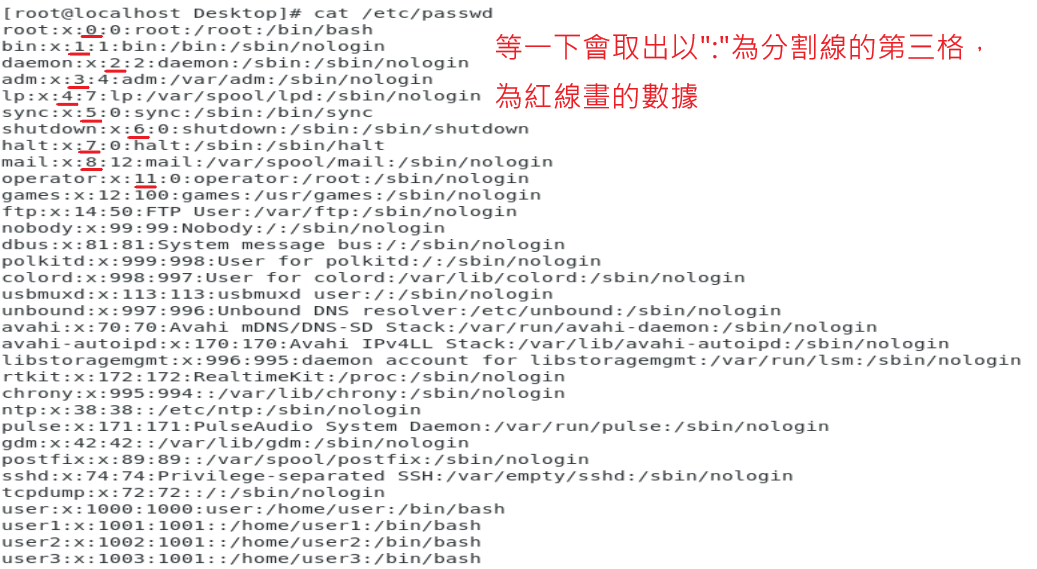 [root@localhost Desktop]# cat /etc/passwd
root:x:0:0:root:/root:/bin/bash
bin:x:1:1:bin:/bin:/sbin/nologin
daemon:x:2:2:daemon:/sbin:/sbin/nologin
adm:x:3:4:adm:/var/adm:/sbin/nologin
lp:x:4:7:lp:/var/spool/lpd:/sbin/nologin
sync:x:5:0:sync:/sbin:/bin/sync
shutdown:x:6:0:shutdown:/sbin:/sbin/shutdown
halt:x:7:0:halt:/sbin:/sbin/halt
mail:x:8:12:mail:/var/spool/mail:/sbin/nologin
operator:x:11:0:operator:/root:/sbin/nologin
games:x:12:100:games:/usr/games:/sbin/nologin
ftp:x:14:50:FTP User:/var/ftp:/sbin/nologin
nobody:x:99:99:Nobody:/:/sbin/nologin
dbus:x:81:81:System message bus:/:/sbin/nologin
polkitd:x:999:998:User for polkitd:/:/sbin/nologin
colord:x:998:997:User for colord:/var/lib/colord:/sbin/nologin
usbmuxd:x:113:113:usbmuxd user:/:/sbin/nologin
unbound:x:997:996:Unbound DNS resolver:/etc/unbound:/sbin/nologin
avahi:x:70:70:Avahi mDNS/DNS-SD Stack:/var/run/avahi-daemon:/sbin/nologin
avahi-autoipd:x:170:170:Avahi IPv4LL Stack:/var/lib/avahi-autoipd:/sbin/nologin
libstoragemgmt:x:996:995:daemon account for libstoragemgmt:/var/run/lsm:/sbin/nologin
rtkit:x:172:172:RealtimeKit:/proc:/sbin/nologin
chrony:x:995:994::/var/lib/chrony:/sbin/nologin
ntp:x:38:38::/etc/ntp:/sbin/nologin
pulse:x:171:171:PulseAudio System Daemon:/var/run/pulse:/sbin/nologin
gdm:x:42:42::/var/lib/gdm:/sbin/nologin
postfix:x:89:89::/var/spool/postfix:/sbin/nologin
sshd:x:74:74:Privilege-separated SSH:/var/empty/sshd:/sbin/nologin
tcpdump:x:72:72::/:/sbin/nologin
user:x:1000:1000:user:/home/user:/bin/bash
user1:x:1001:1001::/home/user1:/bin/bash
user2:x:1002:1001::/home/user2:/bin/bash
user3:x:1003:1001::/home/user3:/bin/bash
等一下會取出以":"為分割線的第三格，
為紅線畫的數據